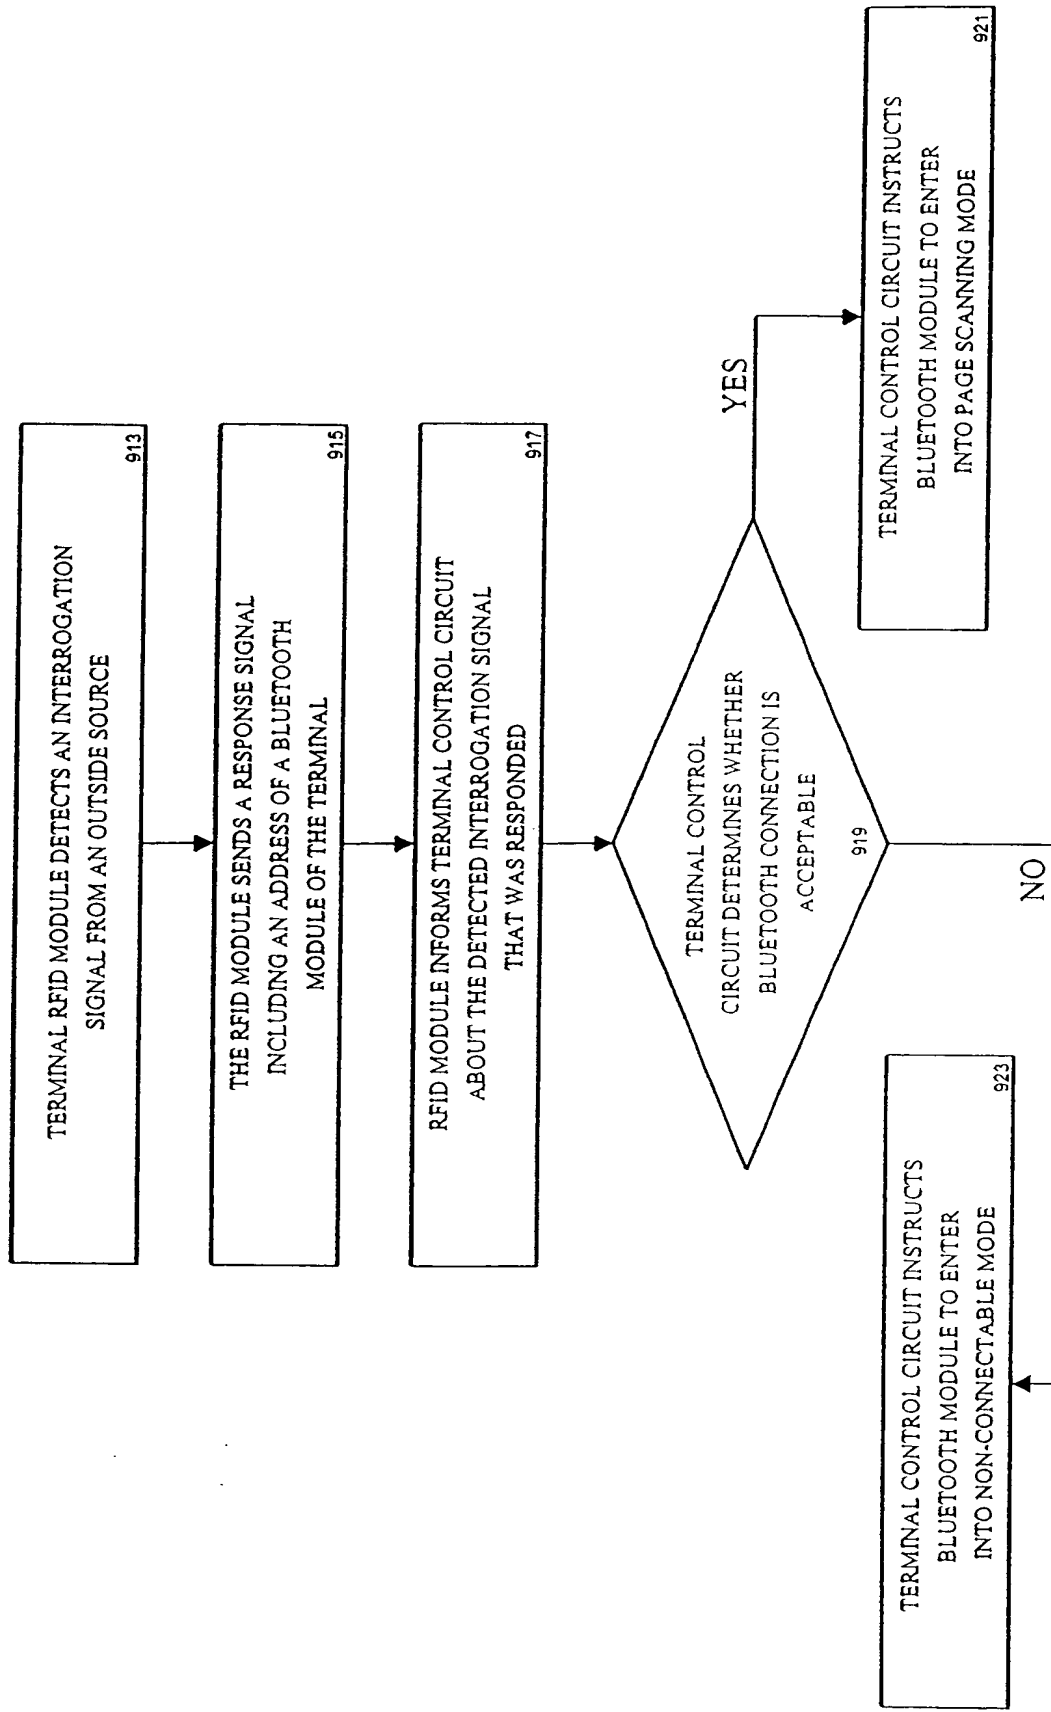 TERMINAL RFID MODULE DETECTS AN INTERROGATION
SIGNAL FROM AN OUTSIDE SOURCE
913
THE RFID MODULE SENDS A RESPONSE SIGNAL
INCLUDING AN ADDRESS OF A BLUETOOTH
MODULE OF THE TERMINAL
915
RFID MODULE INFORMS TERMINAL CONTROL CIRCUIT
ABOUT THE DETECTED INTERROGATION SIGNAL
THAT WAS RESPONDED
917
TERMINAL CONTROL
CIRCUIT DETERMINES WHETHER
BLUETOOTH CONNECTION IS
ACCEPTABLE
919
YES
TERMINAL CONTROL CIRCUIT INSTRUCTS
BLUETOOTH MODULE TO ENTER
INTO PAGE SCANNING MODE
921
NO
TERMINAL CONTROL CIRCUIT INSTRUCTS
BLUETOOTH MODULE TO ENTER
INTO NON-CONNECTABLE MODE
923